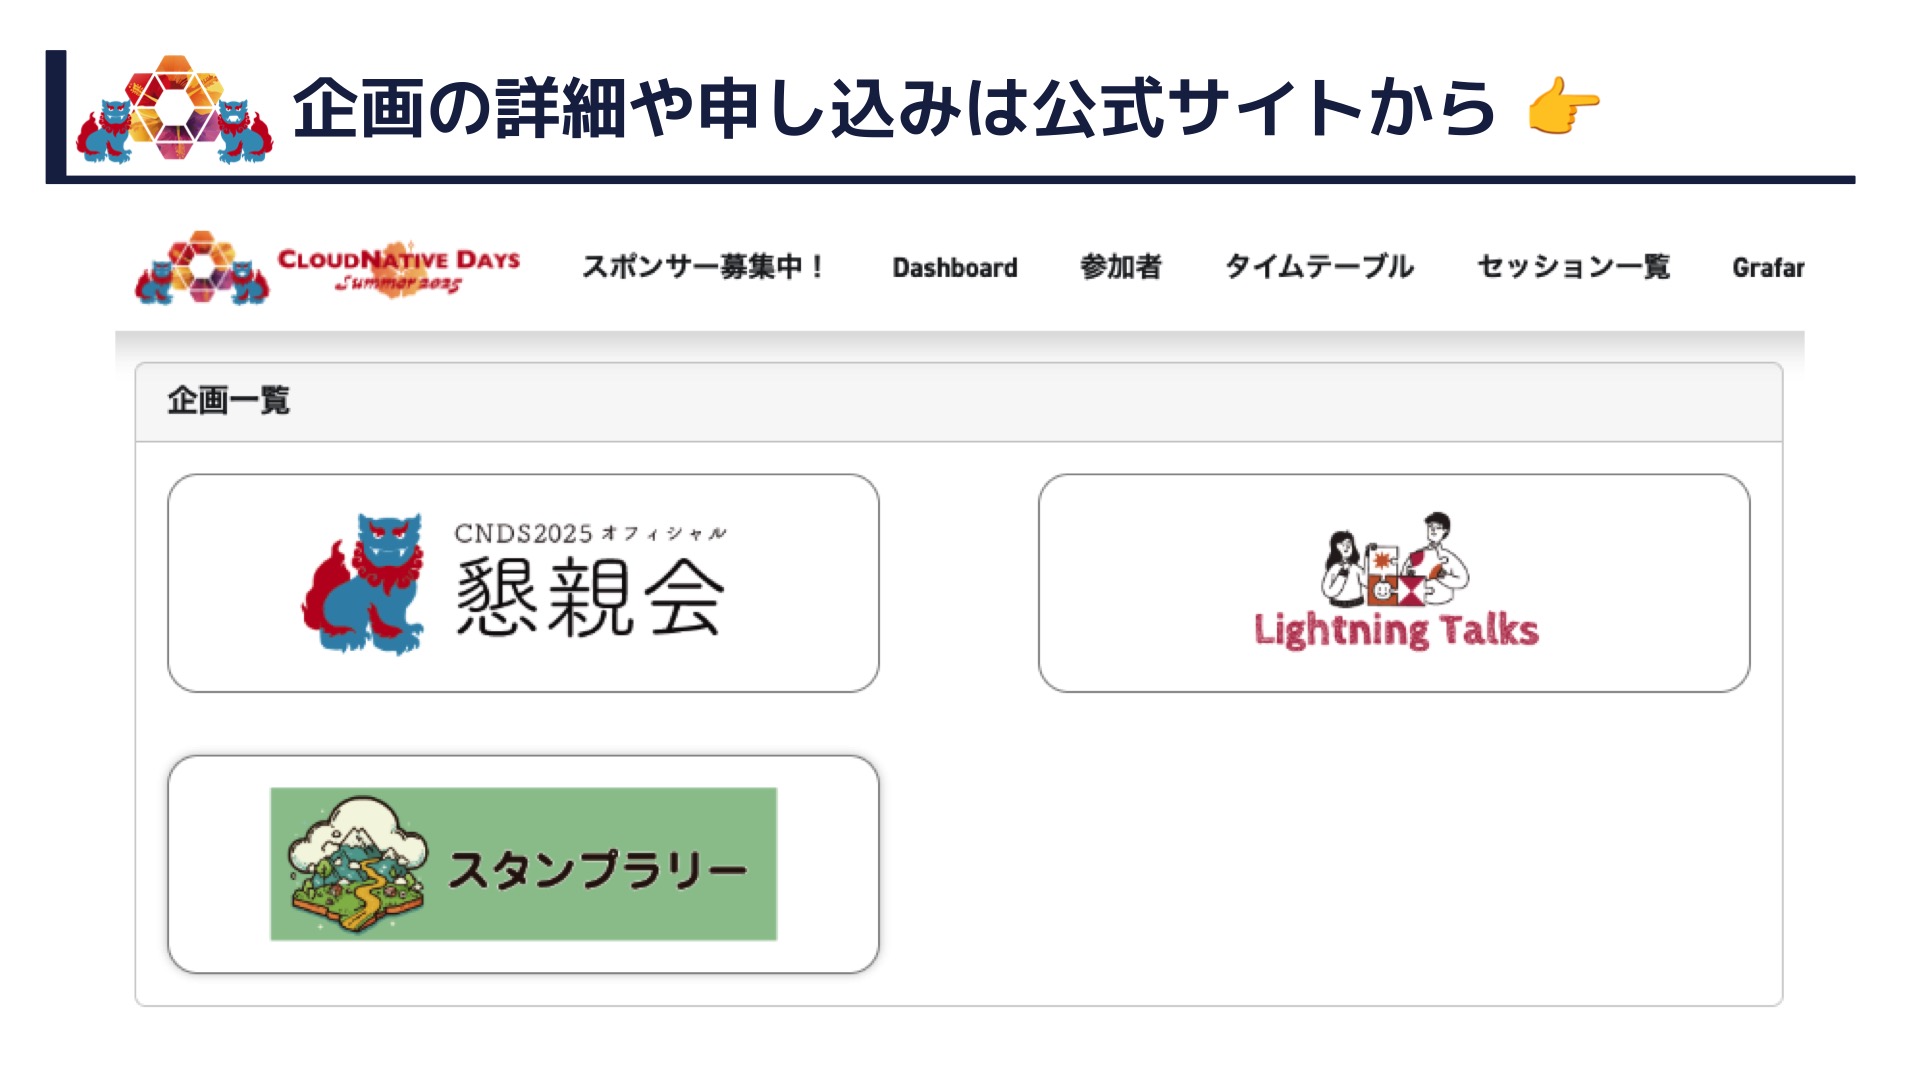 企画の詳細や申し込みは公式サイトから 👉
CLOUDNATIVE DAYS
Summer 2025
スポンサー募集中！ Dashboard 参加者 タイムテーブル セッション一覧 Grafar
企画一覧
CNDS2025 オフィシャル
懇親会
Lightning Talks
スタンプラリー